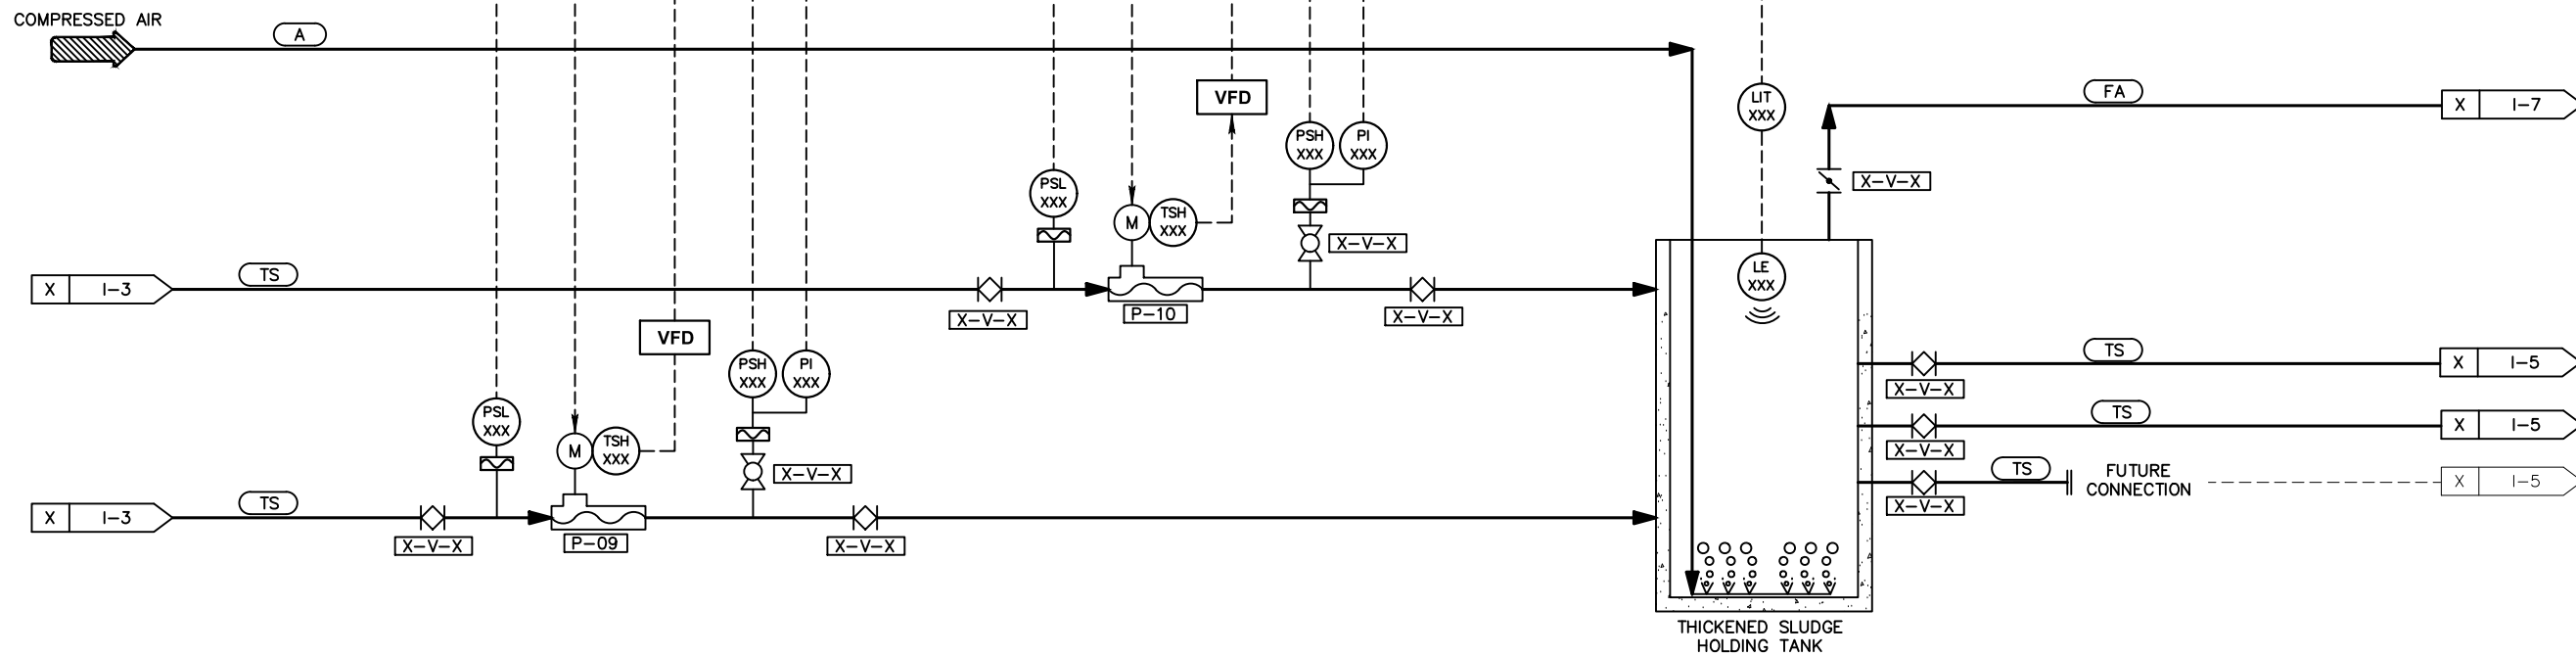 COMPRESSED AIR
A
VFD
LIT
XXX
FA
X I-7
PSH
XXX
PI
XXX
PSL
XXX
M
TSH
XXX
X-V-X
X-V-X
LE
XXX
X I-3
TS
X-V-X
P-10
X-V-X
VFD
PSH
XXX
PI
XXX
TS
X I-5
X-V-X
PSL
XXX
M
TSH
XXX
X-V-X
TS
X I-5
X-V-X
TS
FUTURE
CONNECTION
X I-5
X-V-X
X I-3
TS
X-V-X
P-09
X-V-X
THICKENED SLUDGE
HOLDING TANK